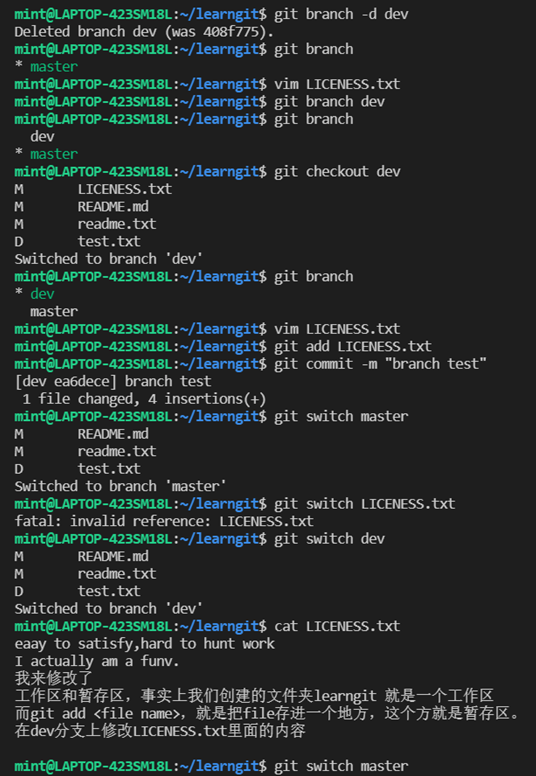 mint@LAPTOP-423SM18L:~/learngit$ git branch -d dev
Deleted branch dev (was 408f775).
mint@LAPTOP-423SM18L:~/learngit$ git branch
* master
mint@LAPTOP-423SM18L:~/learngit$ vim LICENESS.txt
mint@LAPTOP-423SM18L:~/learngit$ git branch dev
mint@LAPTOP-423SM18L:~/learngit$ git branch
  dev
* master
mint@LAPTOP-423SM18L:~/learngit$ git checkout dev
M       LICENESS.txt
M       README.md
M       readme.txt
D       test.txt
Switched to branch 'dev'
mint@LAPTOP-423SM18L:~/learngit$ git branch
* dev
  master
mint@LAPTOP-423SM18L:~/learngit$ vim LICENESS.txt
mint@LAPTOP-423SM18L:~/learngit$ git add LICENESS.txt
mint@LAPTOP-423SM18L:~/learngit$ git commit -m "branch test"
[dev ea6dece] branch test
 1 file changed, 4 insertions(+)
mint@LAPTOP-423SM18L:~/learngit$ git switch master
M       README.md
M       readme.txt
D       test.txt
Switched to branch 'master'
mint@LAPTOP-423SM18L:~/learngit$ git switch LICENESS.txt
fatal: invalid reference: LICENESS.txt
mint@LAPTOP-423SM18L:~/learngit$ git switch dev
M       README.md
M       readme.txt
D       test.txt
Switched to branch 'dev'
mint@LAPTOP-423SM18L:~/learngit$ cat LICENESS.txt
eaay to satisfy,hard to hunt work
I actually am a funv.
我来修改了
工作区和暂存区，事实上我们创建的文件夹learngit 就是一个工作区
而git add <file name>，就是把file存进一个地方，这个方就是暂存区。
在dev分支上修改LICENESS.txt里面的内容
mint@LAPTOP-423SM18L:~/learngit$ git switch master